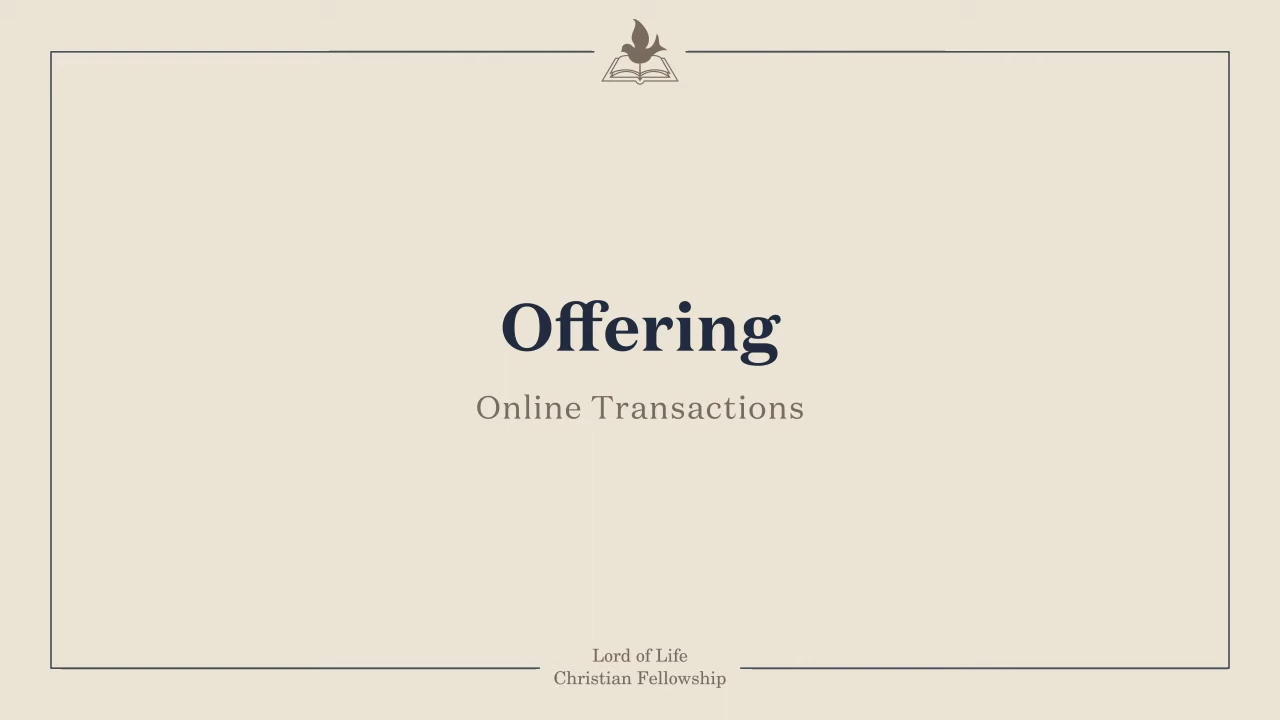 Offering
Online Transactions
Lord of Life
Christian Fellowship